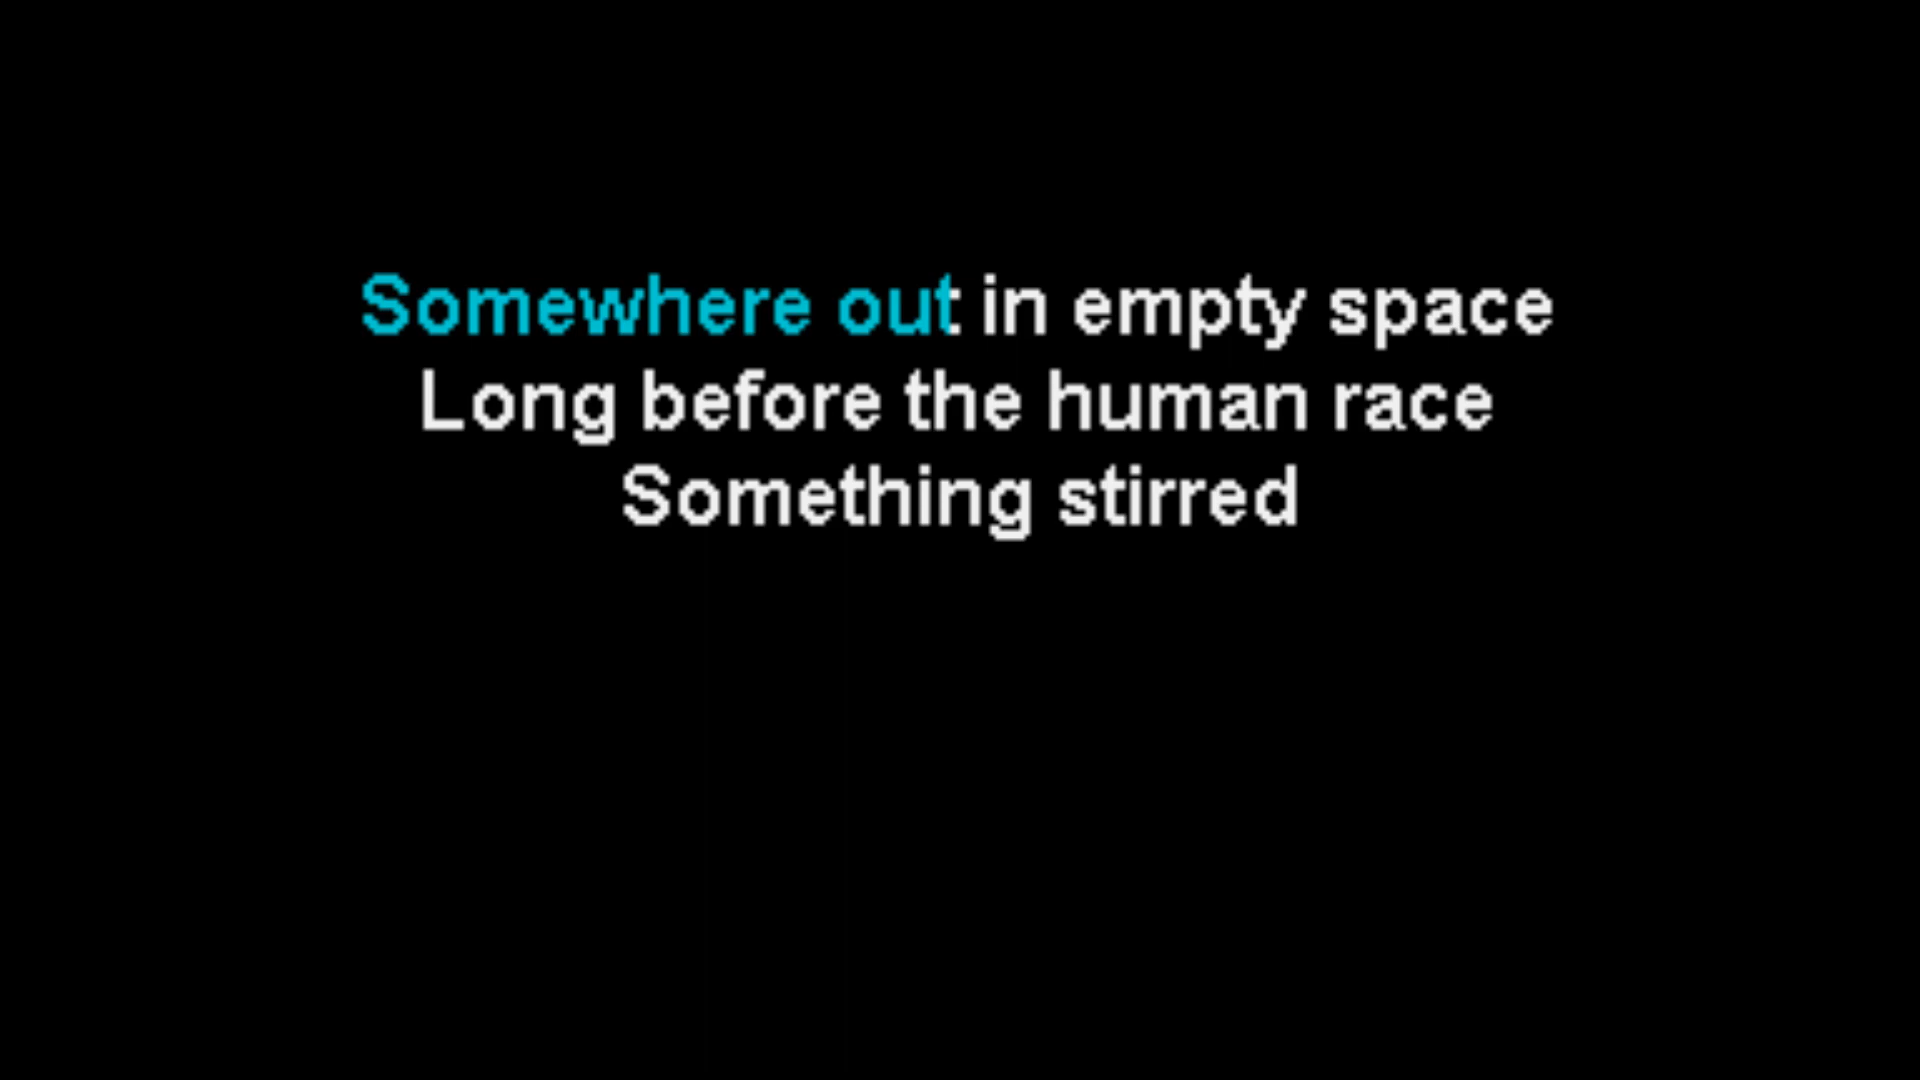 Somewhere out in empty space
Long before the human race
Something stirred